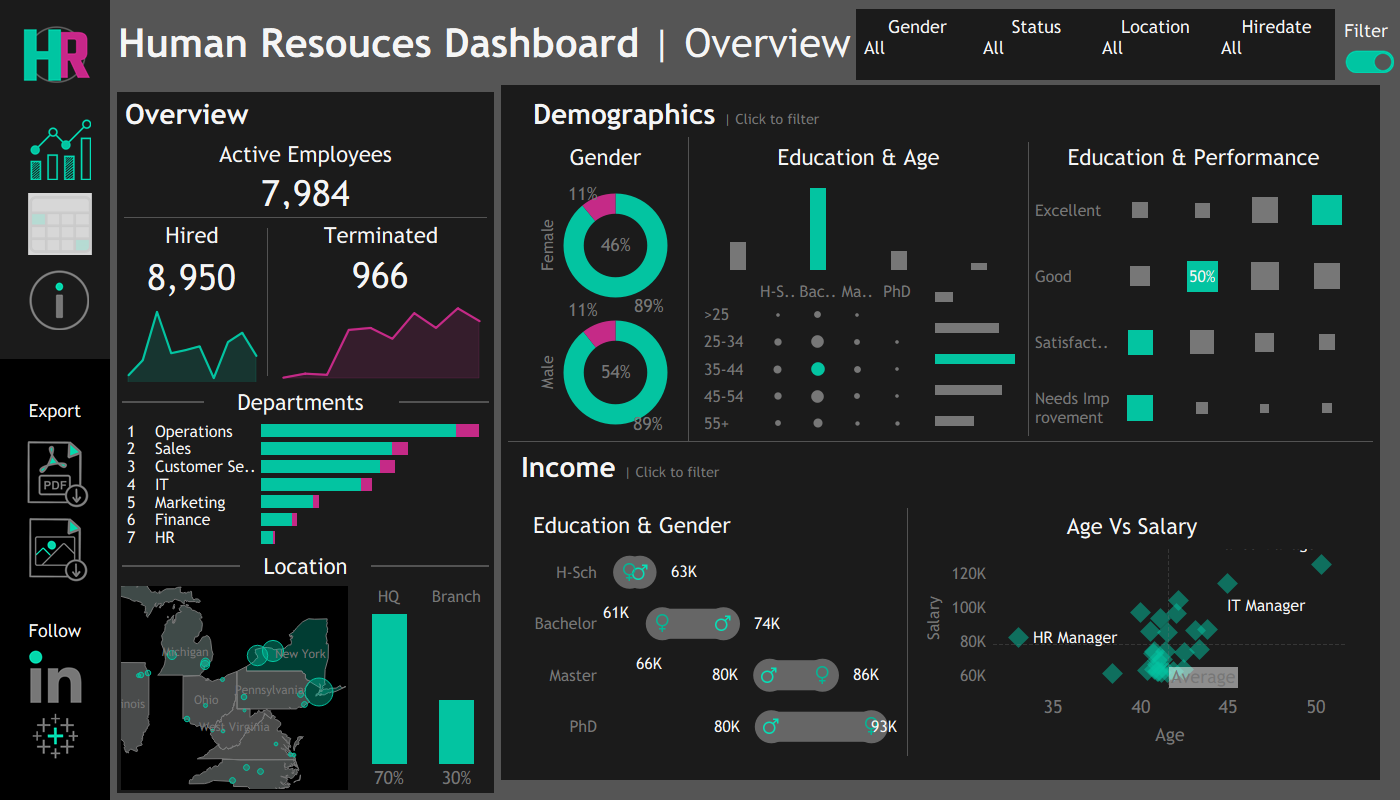 HR
Human Resouces Dashboard | Overview
Gender
Status
Location
Hiredate
All
All
All
All
Filter
Export
PDF
Follow
in
Overview
Active Employees
7,984
Hired
Terminated
8,950
966
Departments
1 Operations
2 Sales
3 Customer Se..
4 IT
5 Marketing
6 Finance
7 HR
Location
Michigan
New York
Pennsylvania
Ohio
inois
West Virginia
HQ
Branch
70%
30%
Demographics | Click to filter
Gender
11%
Female
46%
89%
11%
Male
54%
89%
Education & Age
H-S.. Bac.. Ma.. PhD
>25
25-34
35-44
45-54
55+
Education & Performance
Excellent
Good
50%
Satisfact..
Needs Imp
rovement
Income | Click to filter
Education & Gender
H-Sch
63K
61K
Bachelor
74K
66K
Master
80K
86K
PhD
80K
93K
Age Vs Salary
Salary
120K
100K
80K
60K
IT Manager
HR Manager
Average
35
40
45
50
Age